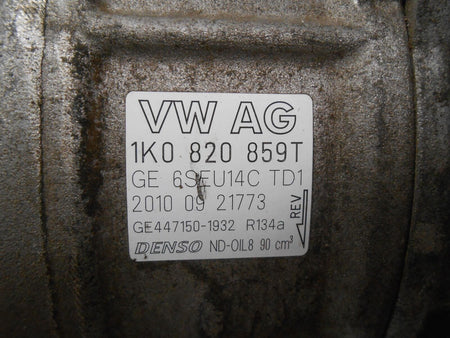 VW AG
1K0 820 859T
GE 6SEU14C TD1
2010 09 21773
GE447150-1932 R134a
DENSO ND-OIL8 90 cm³
REV